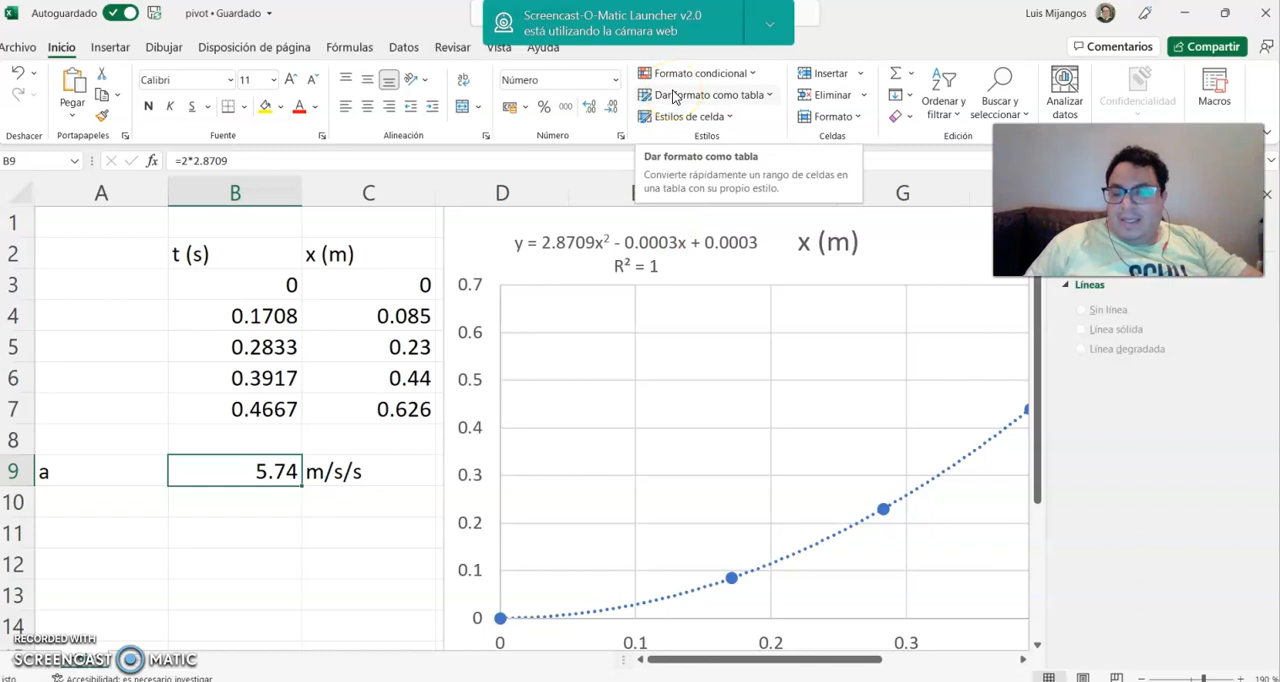 Autoguardado
pivot • Guardado
Screencast-O-Matic Launcher v2.0
está utilizando la cámara web
Luis Mijangos
Archivo Inicio Insertar Dibujar Disposición de página Fórmulas Datos Revisar Vista Ayuda
Comentarios Compartir
Pegar
Calibri 11
N K S
Número
% 000
Formato condicional
Dar formato como tabla
Estilos de celda
Insertar
Eliminar
Formato
Ordenar y
filtrar
Buscar y
seleccionar
Analizar
datos
Confidencialidad
Macros
Deshacer Portapapeles Fuente Alineación Número Estilos Celdas Edición
B9 fx =2*2.8709
Dar formato como tabla
Convierte rápidamente un rango de celdas en
una tabla con su propio estilo.
A B C D G
1
2 t (s) x (m)
3 0 0
4 0.1708 0.085
5 0.2833 0.23
6 0.3917 0.44
7 0.4667 0.626
8
9 a 5.74 m/s/s
10
11
12
13
14
y = 2.8709x² - 0.0003x + 0.0003
R² = 1
x (m)
0.7
0.6
0.5
0.4
0.3
0.2
0.1
0
0 0.1 0.2 0.3
Líneas
Sin línea
Línea sólida
Línea degradada
RECORDED WITH
SCREENCAST MATIC
Accesibilidad: es necesario investigar
190 %